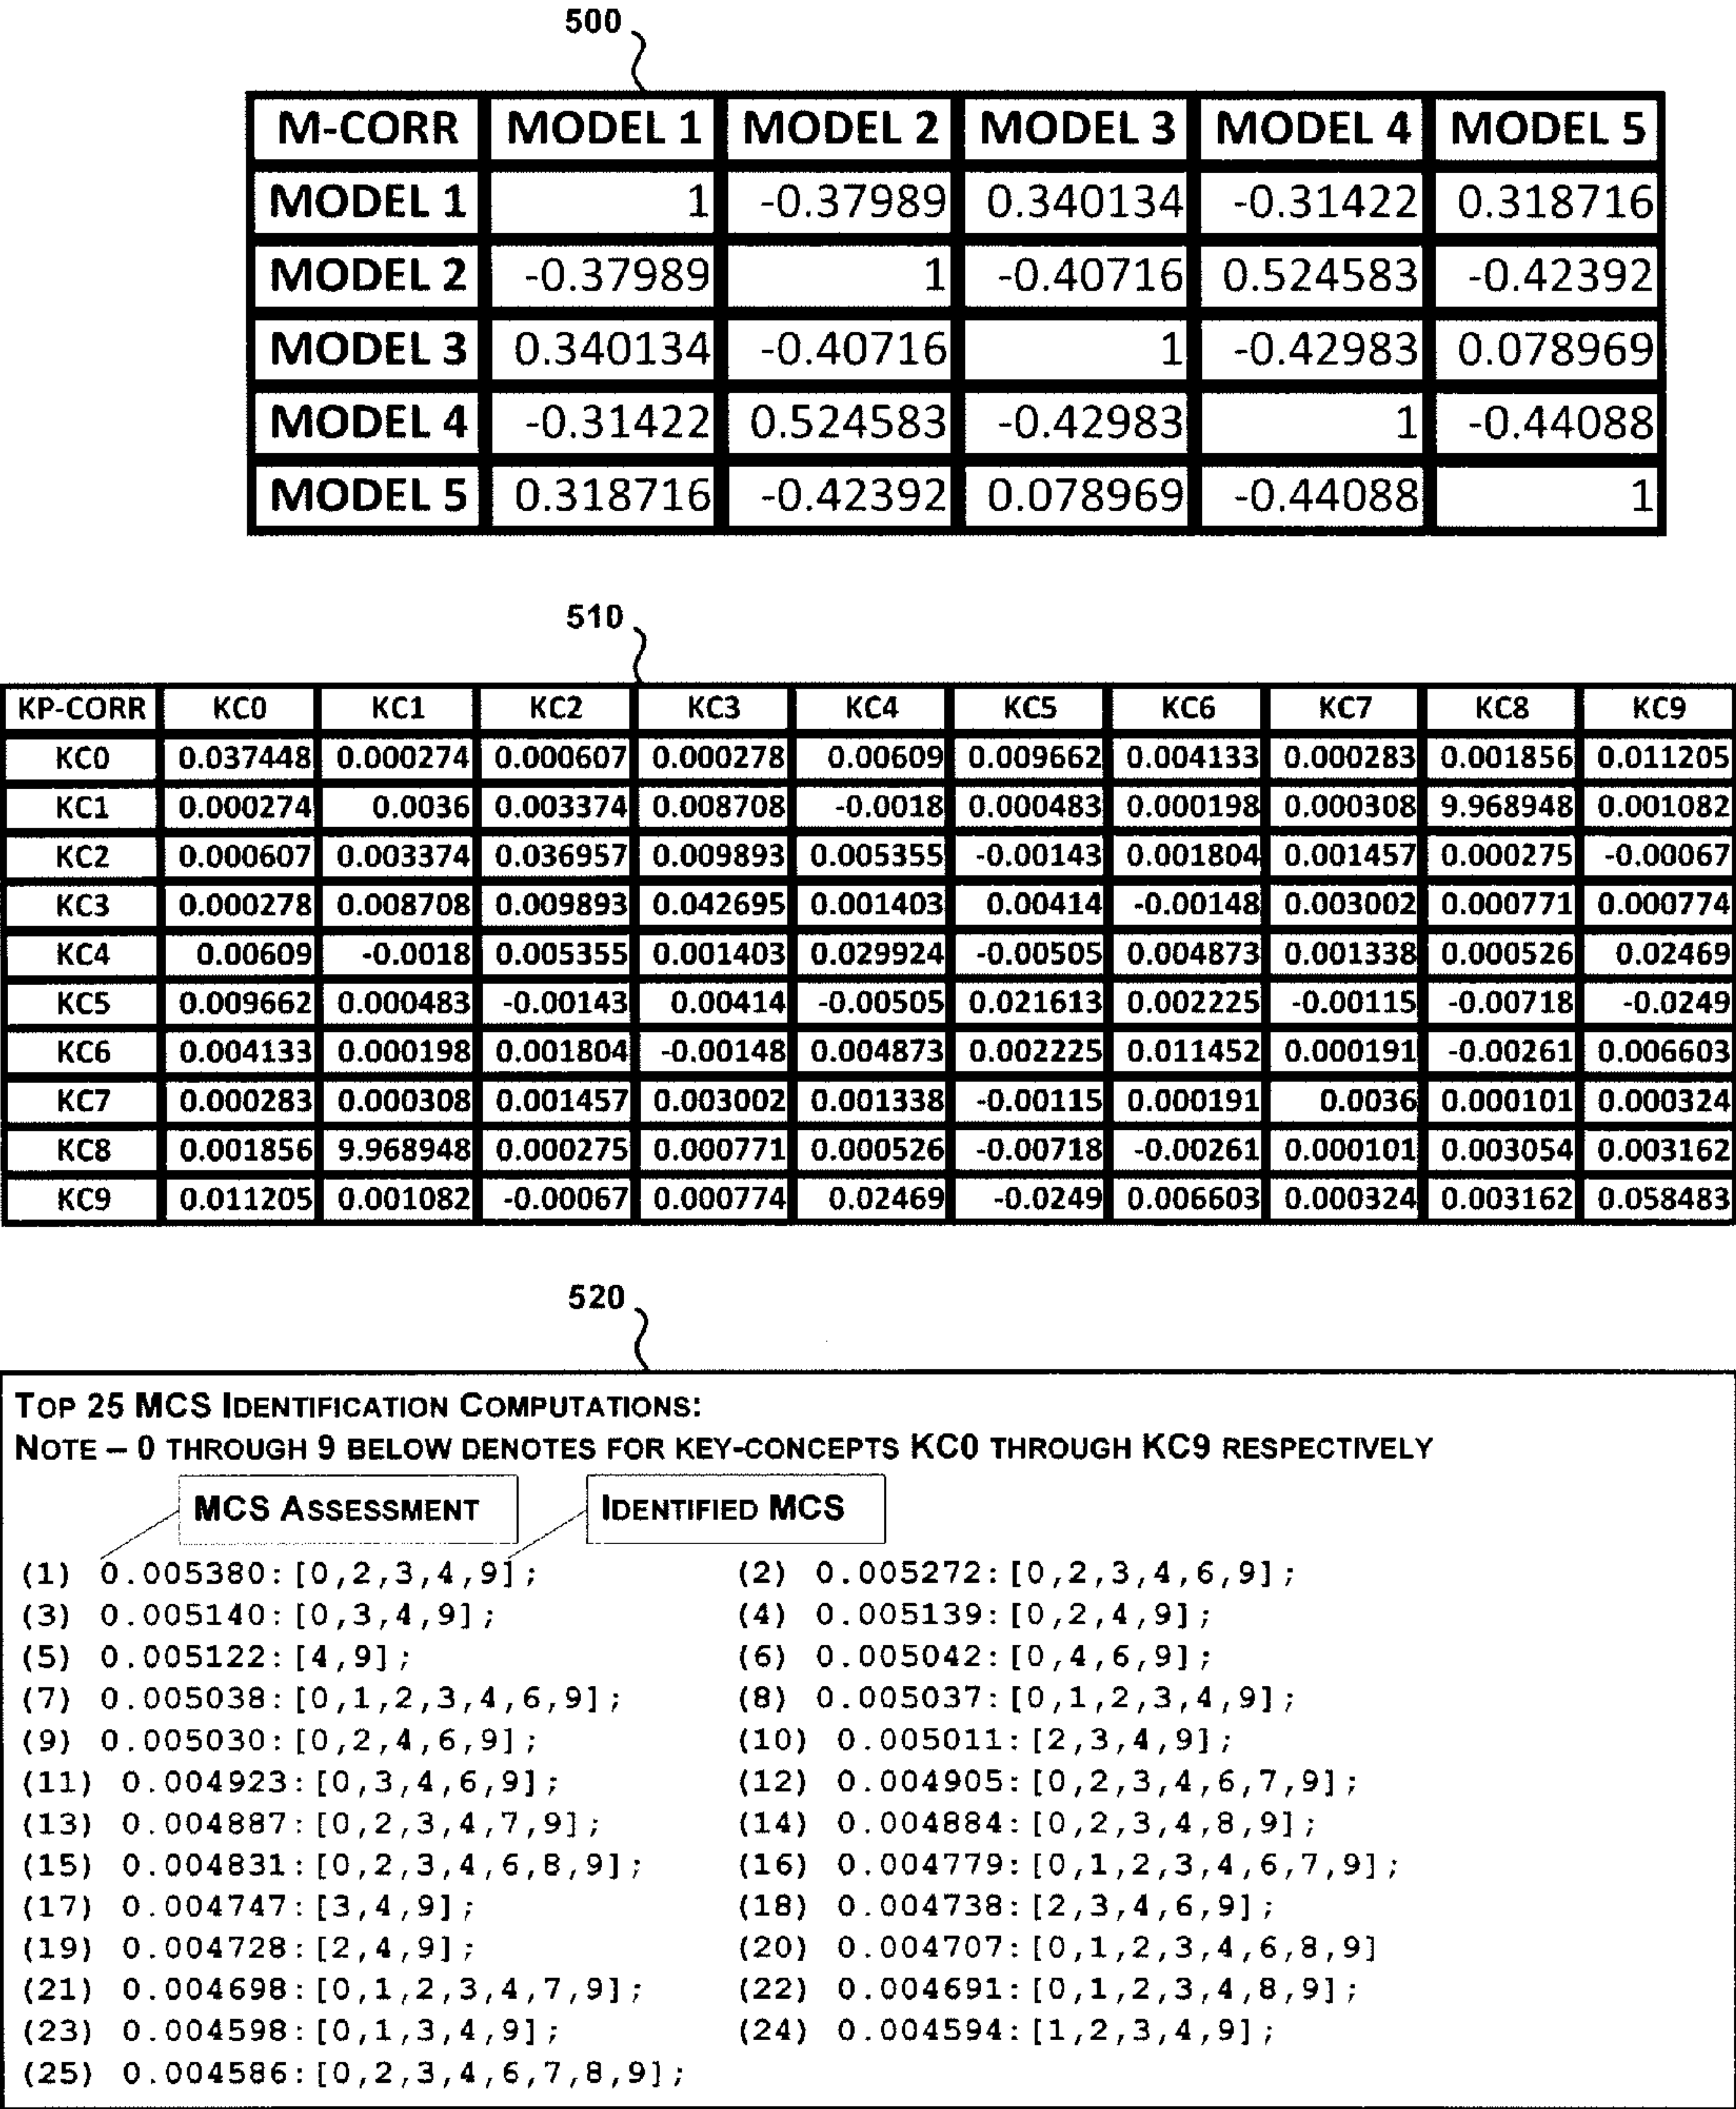 500
M-CORR MODEL 1 MODEL 2 MODEL 3 MODEL 4 MODEL 5
MODEL 1 1 -0.37989 0.340134 -0.31422 0.318716
MODEL 2 -0.37989 1 -0.40716 0.524583 -0.42392
MODEL 3 0.340134 -0.40716 1 -0.42983 0.078969
MODEL 4 -0.31422 0.524583 -0.42983 1 -0.44088
MODEL 5 0.318716 -0.42392 0.078969 -0.44088 1
510
KP-CORR KC0 KC1 KC2 KC3 KC4 KC5 KC6 KC7 KC8 KC9
KC0 0.037448 0.000274 0.000607 0.000278 0.00609 0.009662 0.004133 0.000283 0.001856 0.011205
KC1 0.000274 0.0036 0.003374 0.008708 -0.0018 0.000483 0.000198 0.000308 9.968948 0.001082
KC2 0.000607 0.003374 0.036957 0.009893 0.005355 -0.00143 0.001804 0.001457 0.000275 -0.00067
KC3 0.000278 0.008708 0.009893 0.042695 0.001403 0.00414 -0.00148 0.003002 0.000771 0.000774
KC4 0.00609 -0.0018 0.005355 0.001403 0.029924 -0.00505 0.004873 0.001338 0.000526 0.02469
KC5 0.009662 0.000483 -0.00143 0.00414 -0.00505 0.021613 0.002225 -0.00115 -0.00718 -0.0249
KC6 0.004133 0.000198 0.001804 -0.00148 0.004873 0.002225 0.011452 0.000191 -0.00261 0.006603
KC7 0.000283 0.000308 0.001457 0.003002 0.001338 -0.00115 0.000191 0.0036 0.000101 0.000324
KC8 0.001856 9.968948 0.000275 0.000771 0.000526 -0.00718 -0.00261 0.000101 0.003054 0.003162
KC9 0.011205 0.001082 -0.00067 0.000774 0.02469 -0.0249 0.006603 0.000324 0.003162 0.058483
520
TOP 25 MCS IDENTIFICATION COMPUTATIONS:
NOTE – 0 THROUGH 9 BELOW DENOTES FOR KEY-CONCEPTS KC0 THROUGH KC9 RESPECTIVELY
MCS ASSESSMENT IDENTIFIED MCS
(1) 0.005380:[0,2,3,4,9]; (2) 0.005272:[0,2,3,4,6,9];
(3) 0.005140:[0,3,4,9]; (4) 0.005139:[0,2,4,9];
(5) 0.005122:[4,9]; (6) 0.005042:[0,4,6,9];
(7) 0.005038:[0,1,2,3,4,6,9]; (8) 0.005037:[0,1,2,3,4,9];
(9) 0.005030:[0,2,4,6,9]; (10) 0.005011:[2,3,4,9];
(11) 0.004923:[0,3,4,6,9]; (12) 0.004905:[0,2,3,4,6,7,9];
(13) 0.004887:[0,2,3,4,7,9]; (14) 0.004884:[0,2,3,4,8,9];
(15) 0.004831:[0,2,3,4,6,8,9]; (16) 0.004779:[0,1,2,3,4,6,7,9];
(17) 0.004747:[3,4,9]; (18) 0.004738:[2,3,4,6,9];
(19) 0.004728:[2,4,9]; (20) 0.004707:[0,1,2,3,4,6,8,9]
(21) 0.004698:[0,1,2,3,4,7,9]; (22) 0.004691:[0,1,2,3,4,8,9];
(23) 0.004598:[0,1,3,4,9]; (24) 0.004594:[1,2,3,4,9];
(25) 0.004586:[0,2,3,4,6,7,8,9];